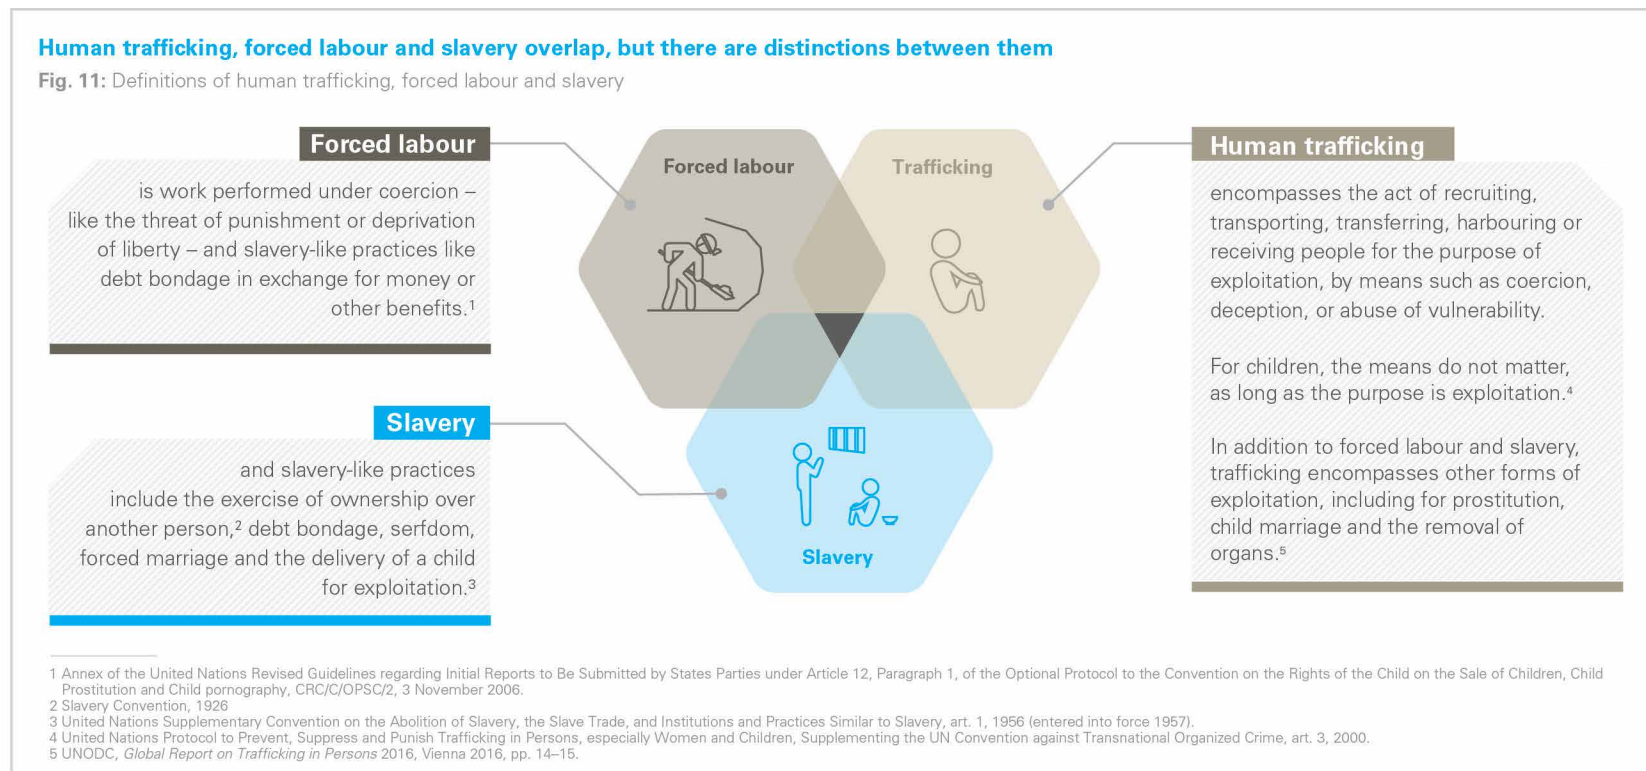 Human trafficking, forced labour and slavery overlap, but there are distinctions between them
Fig. 11: Definitions of human trafficking, forced labour and slavery
Forced labour
is work performed under coercion –
like the threat of punishment or deprivation
of liberty – and slavery-like practices like
debt bondage in exchange for money or
other benefits.¹
Slavery
and slavery-like practices
include the exercise of ownership over
another person,² debt bondage, serfdom,
forced marriage and the delivery of a child
for exploitation.³
Forced labour
Trafficking
Slavery
Human trafficking
encompasses the act of recruiting,
transporting, transferring, harbouring or
receiving people for the purpose of
exploitation, by means such as coercion,
deception, or abuse of vulnerability.
For children, the means do not matter,
as long as the purpose is exploitation.⁴
In addition to forced labour and slavery,
trafficking encompasses other forms of
exploitation, including for prostitution,
child marriage and the removal of
organs.⁵
1 Annex of the United Nations Revised Guidelines regarding Initial Reports to Be Submitted by States Parties under Article 12, Paragraph 1, of the Optional Protocol to the Convention on the Rights of the Child on the Sale of Children, Child
Prostitution and Child pornography, CRC/C/OPSC/2, 3 November 2006.
2 Slavery Convention, 1926
3 United Nations Supplementary Convention on the Abolition of Slavery, the Slave Trade, and Institutions and Practices Similar to Slavery, art. 1, 1956 (entered into force 1957).
4 United Nations Protocol to Prevent, Suppress and Punish Trafficking in Persons, especially Women and Children, Supplementing the UN Convention against Transnational Organized Crime, art. 3, 2000.
5 UNODC, Global Report on Trafficking in Persons 2016, Vienna 2016, pp. 14–15.